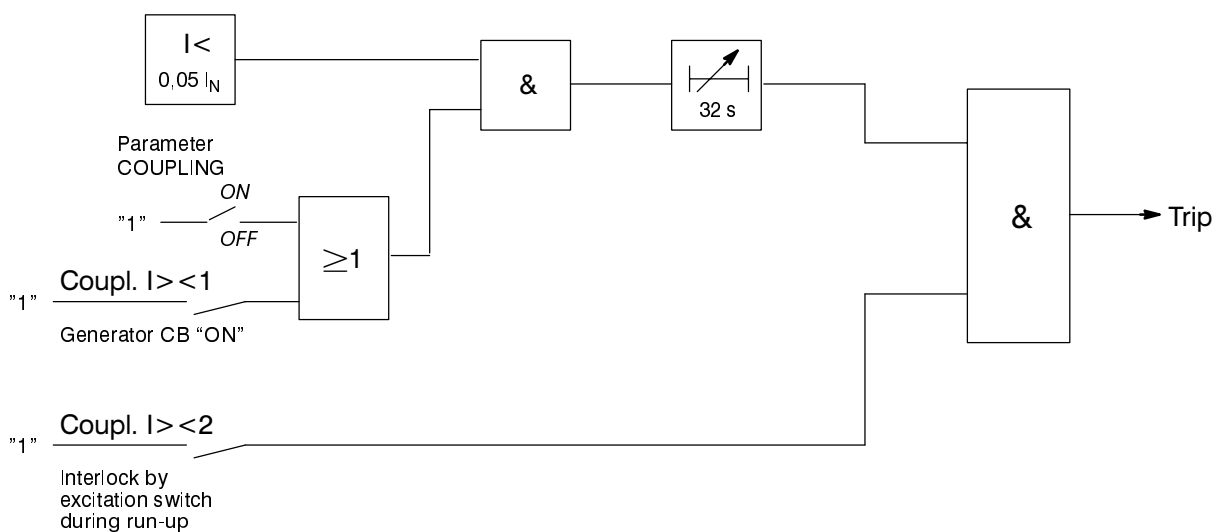 I<
0,05 IN
&
32 s
Parameter
COUPLING
ON
"1"
OFF
≥1
&
Trip
Coupl. I><1
"1"
Generator CB “ON”
Coupl. I><2
"1"
Interlock by
excitation switch
during run-up